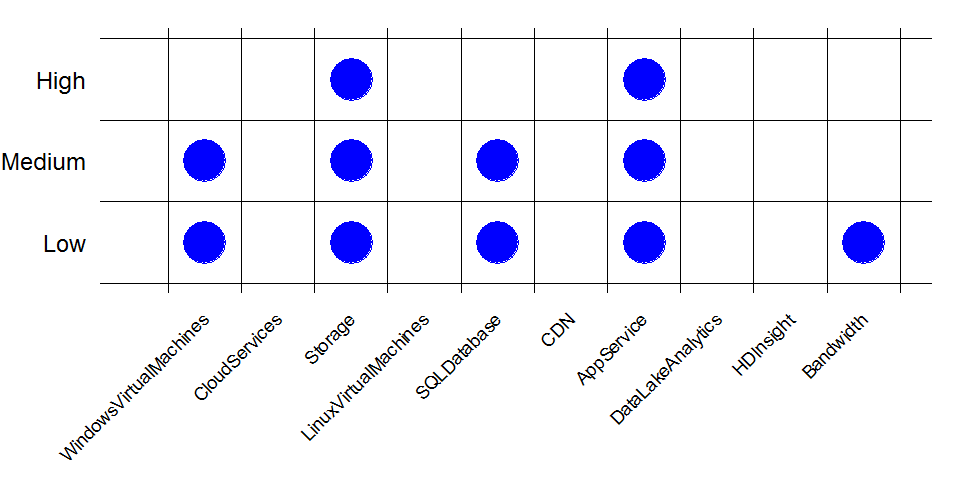 High
Medium
Low
WindowsVirtualMachines
CloudServices
Storage
LinuxVirtualMachines
SQLDatabase
CDN
AppService
DataLakeAnalytics
HDInsight
Bandwidth